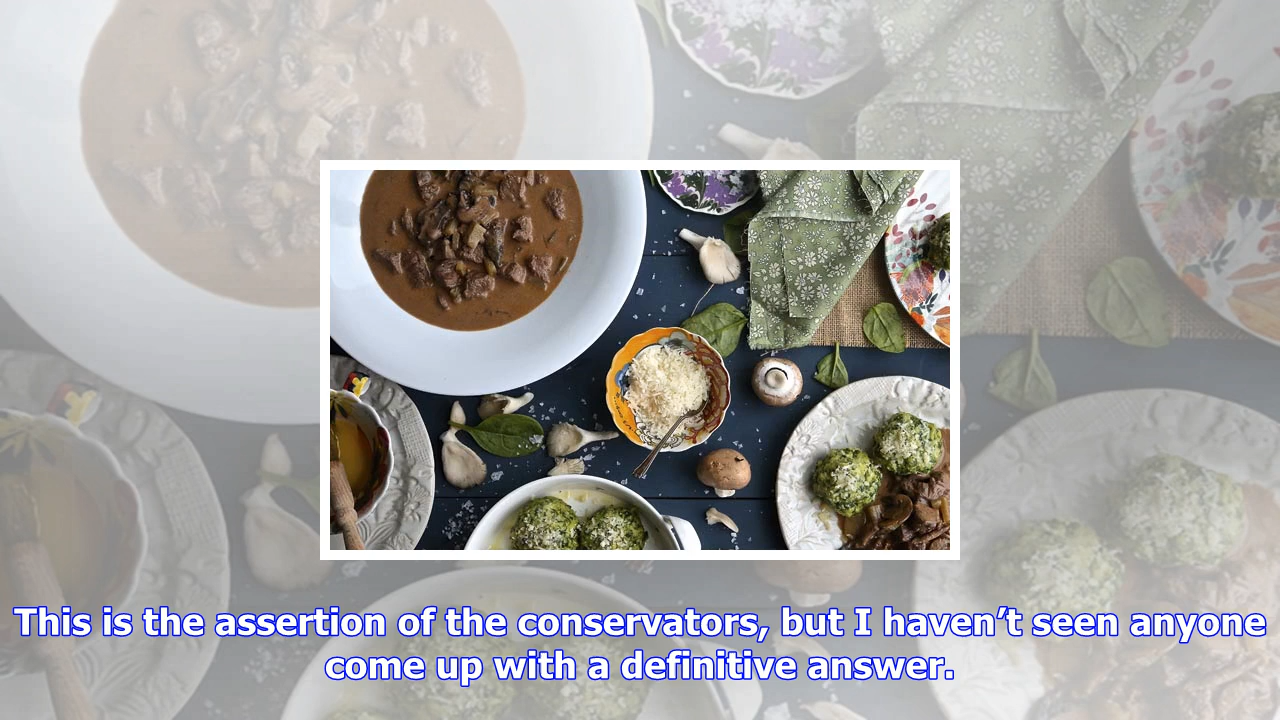 This is the assertion of the conservators, but I haven’t seen anyone
come up with a definitive answer.